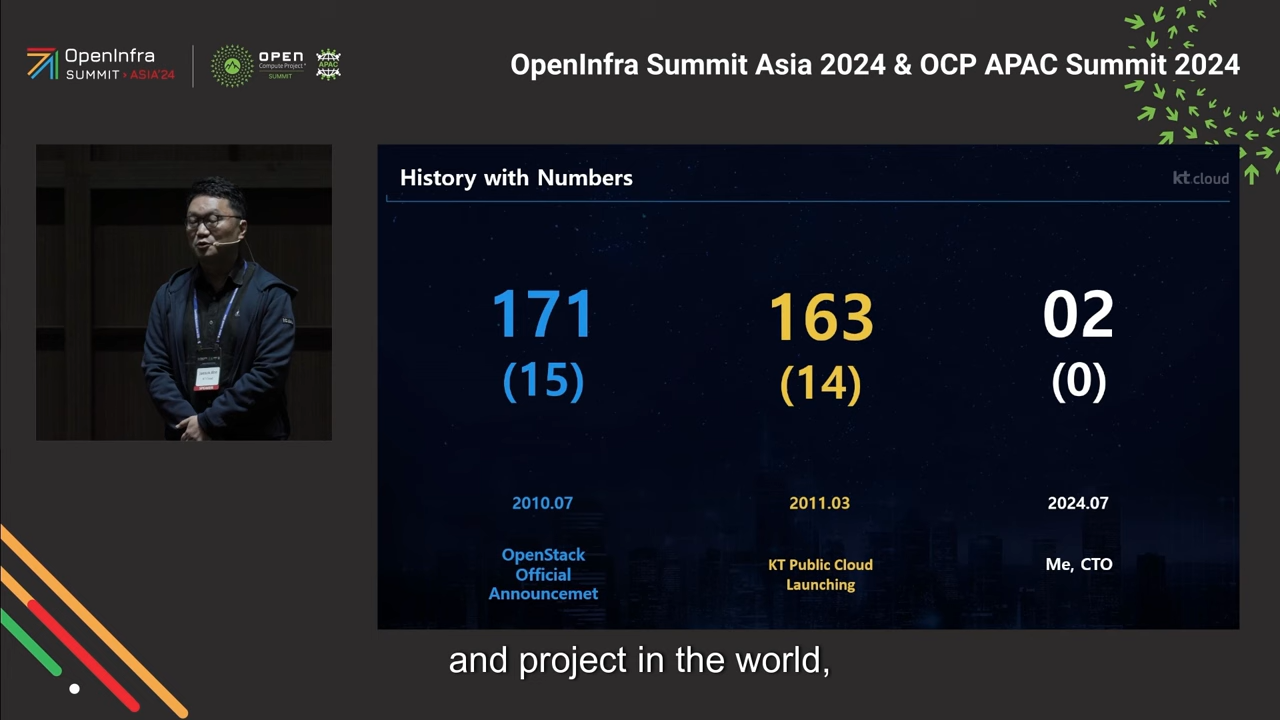 OpenInfra
SUMMIT › ASIA'24
OPEN
Compute Project®
SUMMIT
APAC
OpenInfra Summit Asia 2024 & OCP APAC Summit 2024
History with Numbers
kt cloud
171
(15)
163
(14)
02
(0)
2010.07
2011.03
2024.07
OpenStack
Official
Announcemet
KT Public Cloud
Launching
Me, CTO
and project in the world,